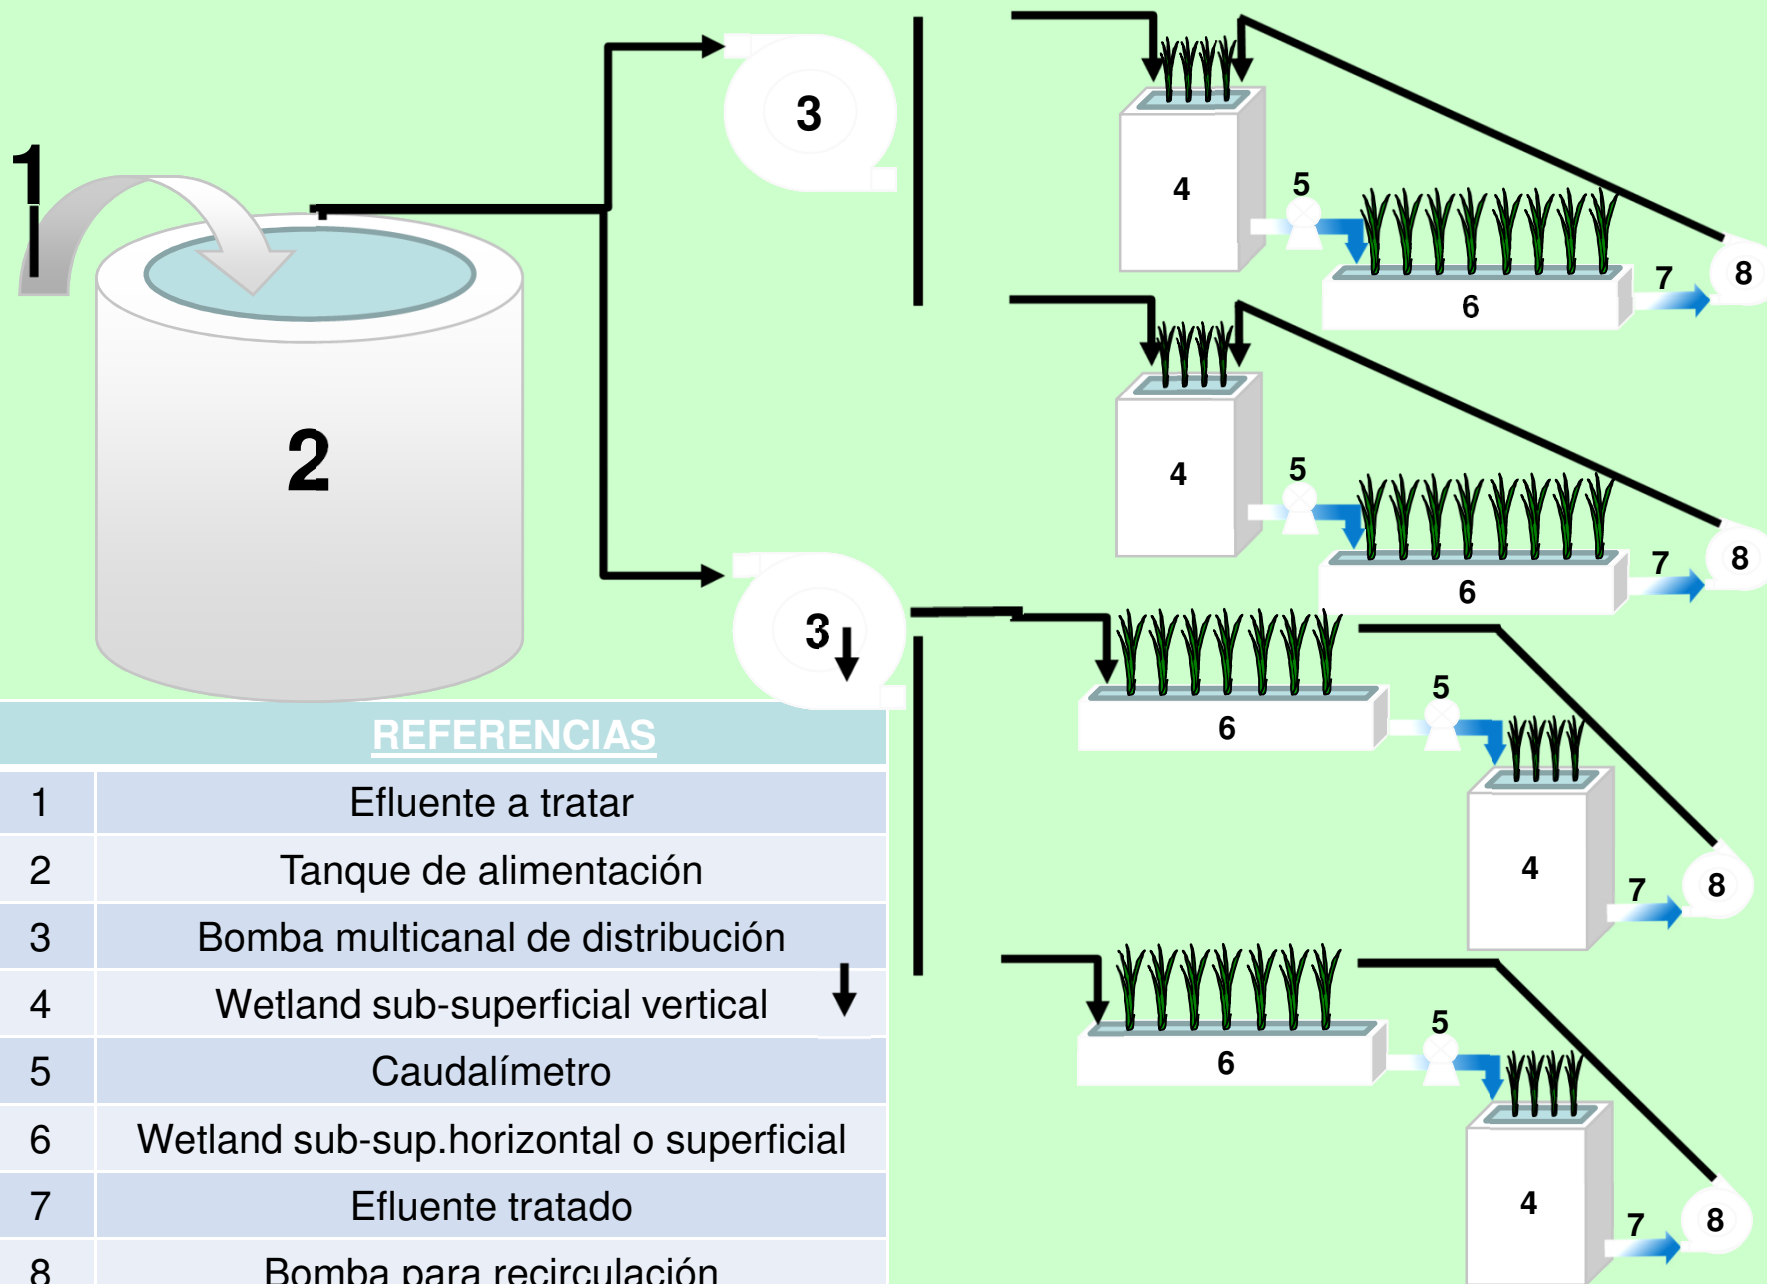 1
3
4
5
7
8
6
2
4
5
7
8
6
3
6
5
4
7
8
6
5
4
7
8
REFERENCIAS
1 Efluente a tratar
2 Tanque de alimentación
3 Bomba multicanal de distribución
4 Wetland sub-superficial vertical
5 Caudalímetro
6 Wetland sub-sup.horizontal o superficial
7 Efluente tratado
8 Bomba para recirculación